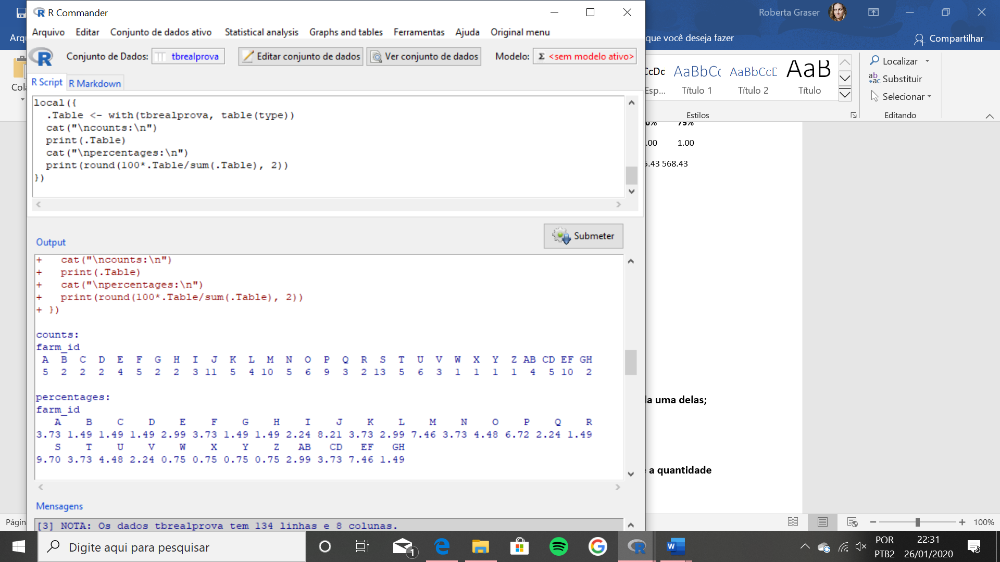 R Commander
Roberta Graser
Arquivo Editar Conjunto de dados ativo Statistical analysis Graphs and tables Ferramentas Ajuda Original menu
Arqu
que você deseja fazer
Compartilhar
Conjunto de Dados: tbrealprova Editar conjunto de dados Ver conjunto de dados Modelo: Σ <sem modelo ativo>
R Script R Markdown
Cola
CcDc AaBbCc AaBbCcD AaB
Esp... Título 1 Título 2 Título
Estilos
Localizar
Substituir
Selecionar
Editando
local({
  .Table <- with(tbrealprova, table(type))
  cat("\ncounts:\n")
  print(.Table)
  cat("\npercentages:\n")
  print(round(100*.Table/sum(.Table), 2))
})
0% 75%
.00 1.00
5.43 568.43
Submeter
Output
+   cat("\ncounts:\n")
+   print(.Table)
+   cat("\npercentages:\n")
+   print(round(100*.Table/sum(.Table), 2))
+ })
counts:
farm_id
 A  B  C  D  E  F  G  H  I  J  K  L  M  N  O  P  Q  R  S  T  U  V  W  X  Y  Z AB CD EF GH
 5  2  2  2  4  5  2  2  3 11  5  4 10  5  6  9  3  2 13  5  6  3  1  1  1  1  4  5 10  2
percentages:
farm_id
   A    B    C    D    E    F    G    H    I    J    K    L    M    N    O    P    Q    R
3.73 1.49 1.49 1.49 2.99 3.73 1.49 1.49 2.24 8.21 3.73 2.99 7.46 3.73 4.48 6.72 2.24 1.49
   S    T    U    V    W    X    Y    Z   AB   CD   EF   GH
9.70 3.73 4.48 2.24 0.75 0.75 0.75 0.75 2.99 3.73 7.46 1.49
da uma delas;
e a quantidade
Mensagens
[3] NOTA: Os dados tbrealprova tem 134 linhas e 8 colunas.
Págin
100%
Digite aqui para pesquisar
1
POR
PTB2
22:31
26/01/2020